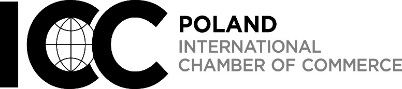 ICC
POLAND
INTERNATIONAL
CHAMBER OF COMMERCE